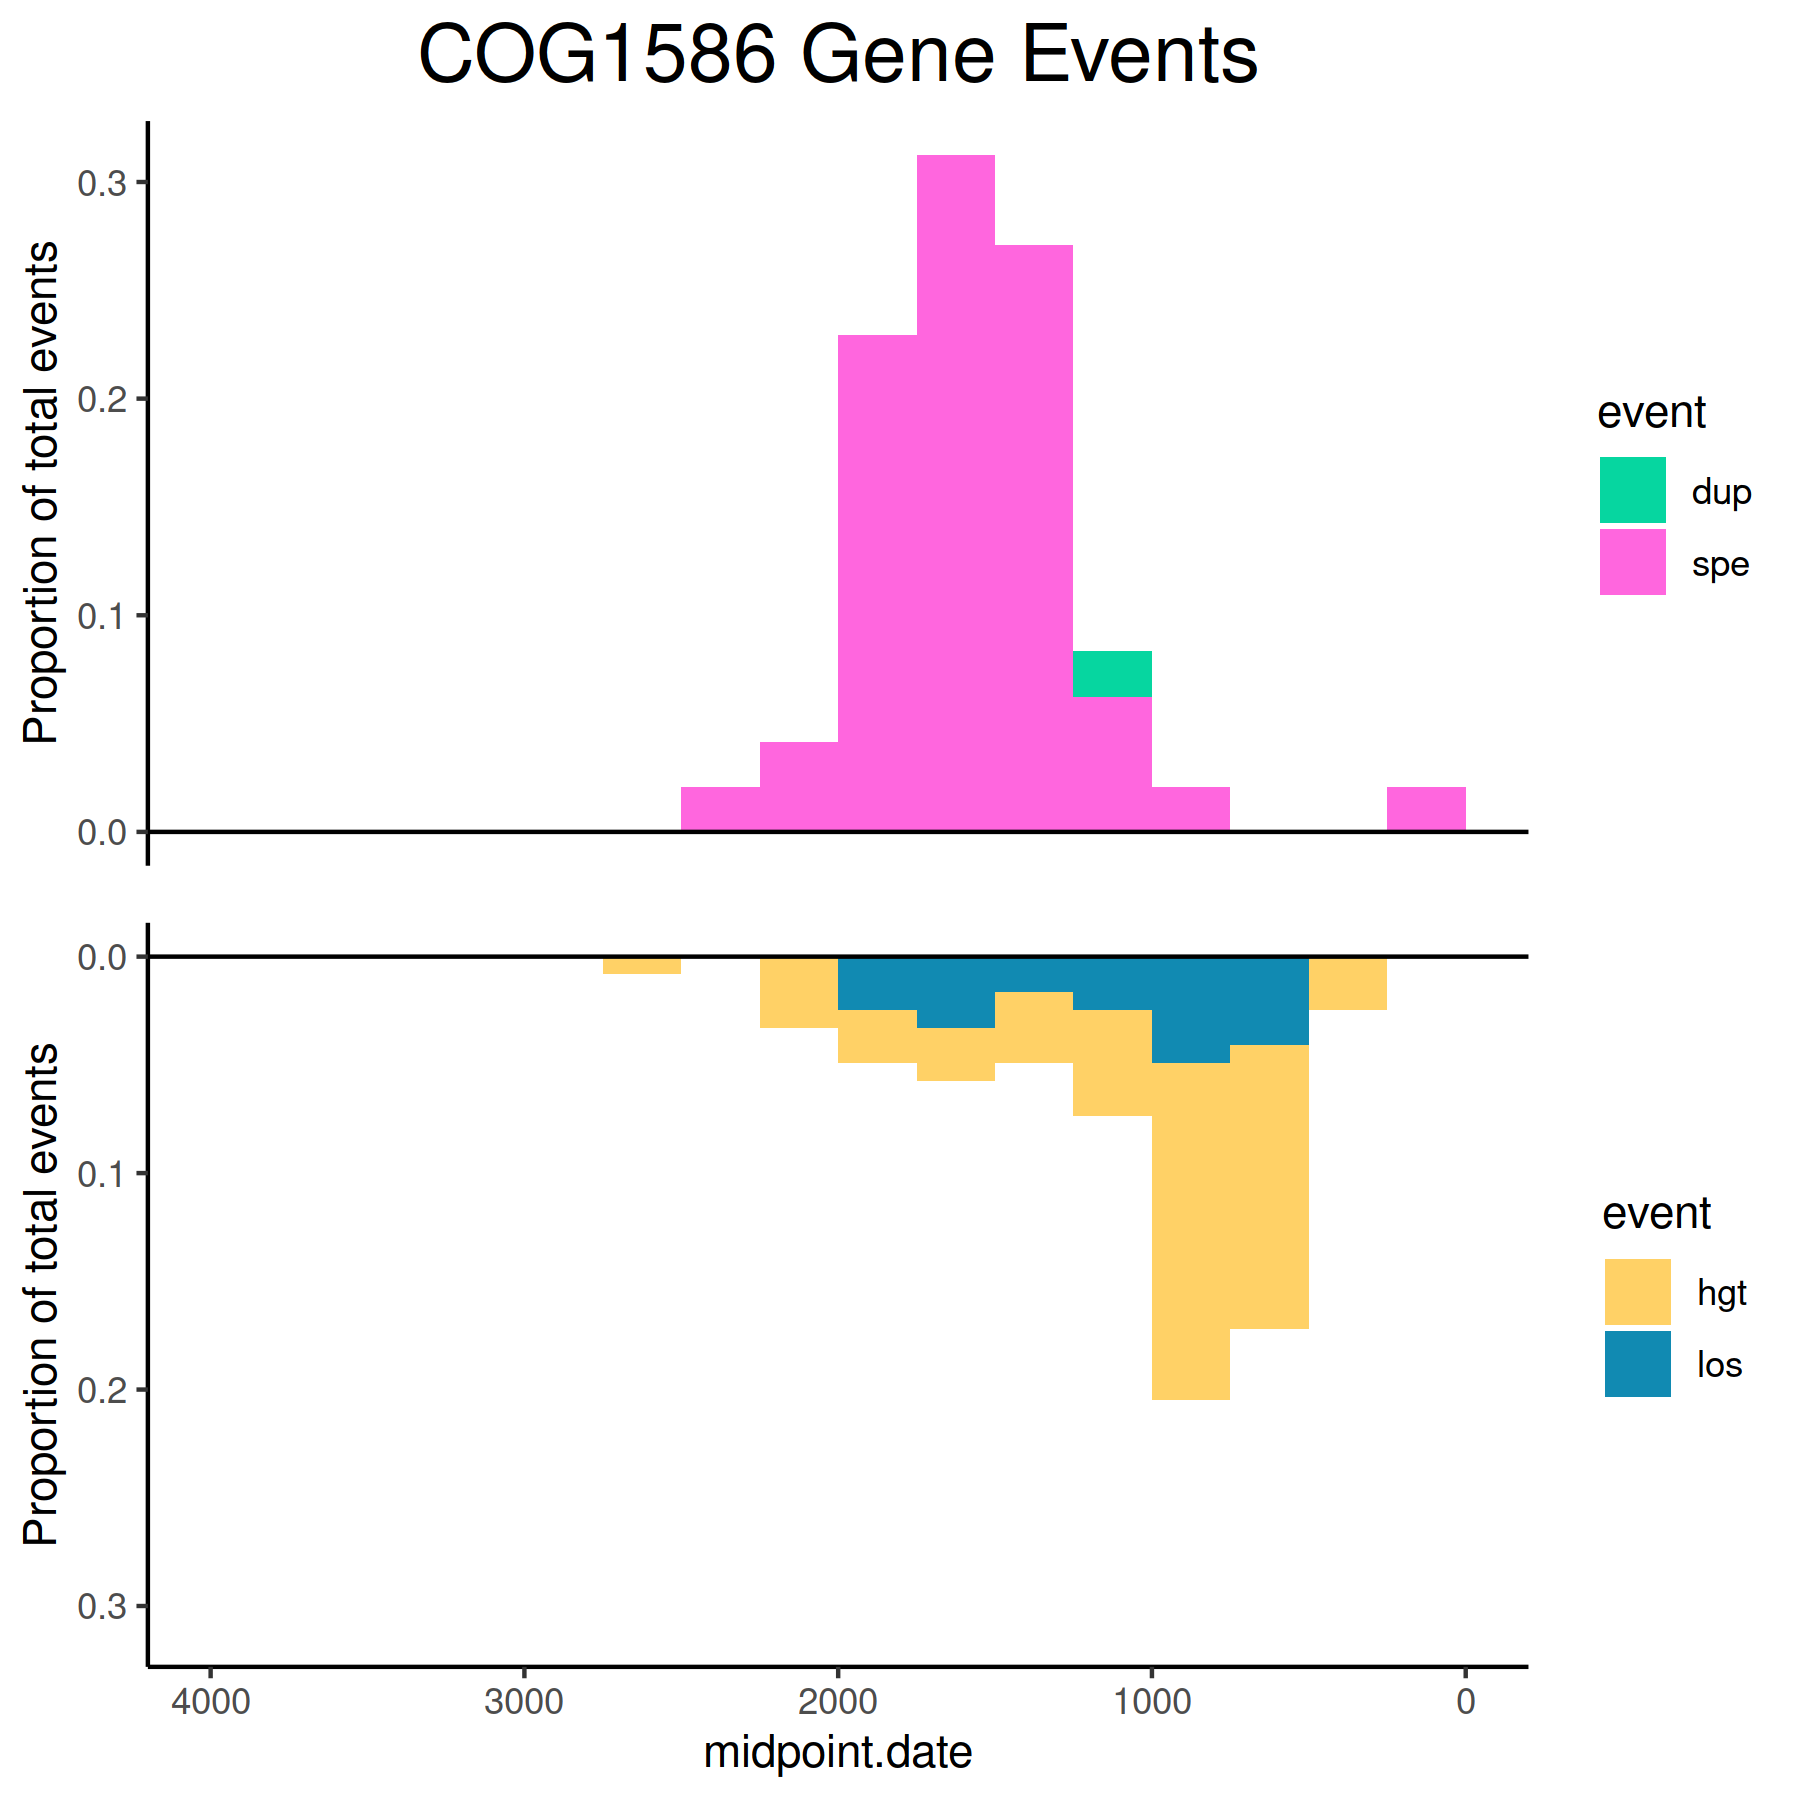 COG1586 Gene Events
Proportion of total events
0.3
0.2
0.1
0.0
event
dup
spe
Proportion of total events
0.0
0.1
0.2
0.3
event
hgt
los
4000 3000 2000 1000 0
midpoint.date